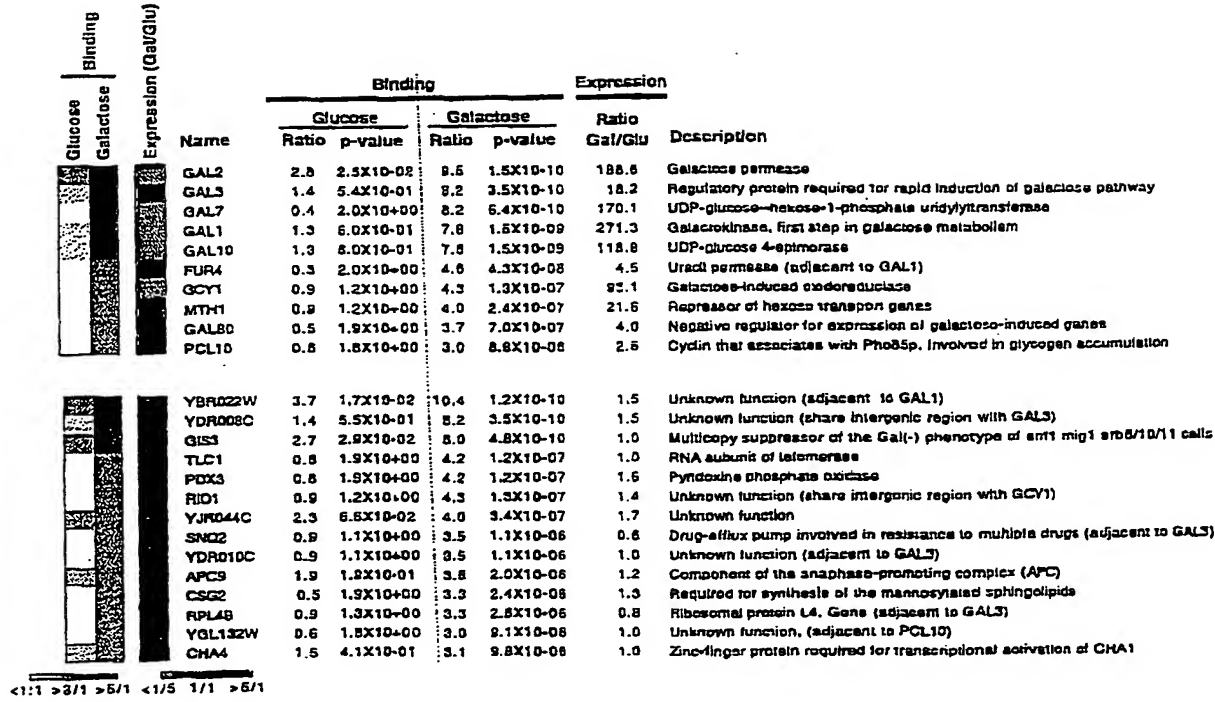 Binding
Expression (Gal/Glu)
Glucose
Galactose
Binding Expression
Glucose Galactose Ratio
Name Ratio p-value Ratio p-value Gal/Glu Description
GAL2 2.8 2.5X10-02 9.5 1.5X10-10 188.6 Galactose permease
GAL3 1.4 5.4X10-01 8.2 3.5X10-10 18.2 Regulatory protein required for rapid induction of galactose pathway
GAL7 0.4 2.0X10+00 8.2 6.4X10-10 170.1 UDP-glucose-hexose-1-phosphate uridylyltransferase
GAL1 1.3 6.0X10-01 7.8 1.5X10-09 271.3 Galactokinase, first step in galactose metabolism
GAL10 1.3 6.0X10-01 7.8 1.5X10-09 118.9 UDP-glucose 4-epimerase
FUR4 0.3 2.0X10+00 4.6 4.3X10-08 4.5 Uracil permease (adjacent to GAL1)
GCY1 0.9 1.2X10+00 4.3 1.3X10-07 Galactose-induced oxidoreductase
MTH1 0.9 1.2X10+00 4.0 2.4X10-07 21.6 Repressor of hexose transport genes
GAL80 0.5 1.9X10+00 3.7 7.0X10-07 4.0 Negative regulator for expression of galactose-induced genes
PCL10 0.8 1.6X10+00 3.0 2.5 Cyclin that associates with Pho85p, Involved in glycogen accumulation
YBR022W 3.7 1.7X10-02 10.4 1.2X10-10 1.5 Unknown function (adjacent to GAL1)
YDR008C 1.4 5.5X10-01 8.2 3.5X10-10 1.5 Unknown function (share intergenic region with GAL3)
GIS3 2.7 2.9X10-02 8.0 4.8X10-10 1.0 Multicopy suppressor of the Gal(-) phenotype of snf1 mig1 srb8/10/11 cells
TLC1 0.8 1.9X10+00 4.2 1.2X10-07 1.0 RNA subunit of telomerase
PDX3 0.8 1.9X10+00 4.2 1.2X10-07 1.6 Pyridoxine phosphate oxidase
RIO1 0.9 1.2X10+00 4.3 1.3X10-07 1.4 Unknown function (share intergenic region with GCY1)
YJR044C 2.3 6.6X10-02 4.0 3.4X10-07 1.7 Unknown function
SNQ2 0.9 1.1X10+00 3.5 1.1X10-06 0.6 Drug-efflux pump involved in resistance to multiple drugs (adjacent to GAL3)
YDR010C 0.9 1.1X10+00 3.5 1.1X10-06 1.0 Unknown function (adjacent to GAL3)
APC9 1.9 2.0X10-06 1.2 Component of the anaphase-promoting complex (APC)
CSG2 0.5 1.9X10+00 3.3 2.4X10-06 1.3 Required for synthesis of the mannosylated sphingolipids
RPL4B 0.9 1.3X10+00 3.3 0.8 Ribosomal protein L4, Gene (adjacent to GAL3)
YGL132W 0.6 1.8X10+00 3.0 9.1X10-06 1.0 Unknown function, (adjacent to PCL10)
CHA4 1.5 4.1X10-01 3.1 9.8X10-06 1.0 Zinc-finger protein required for transcriptional activation of CHA1
<1:1 >3/1 >5/1 <1/5 1/1 >5/1